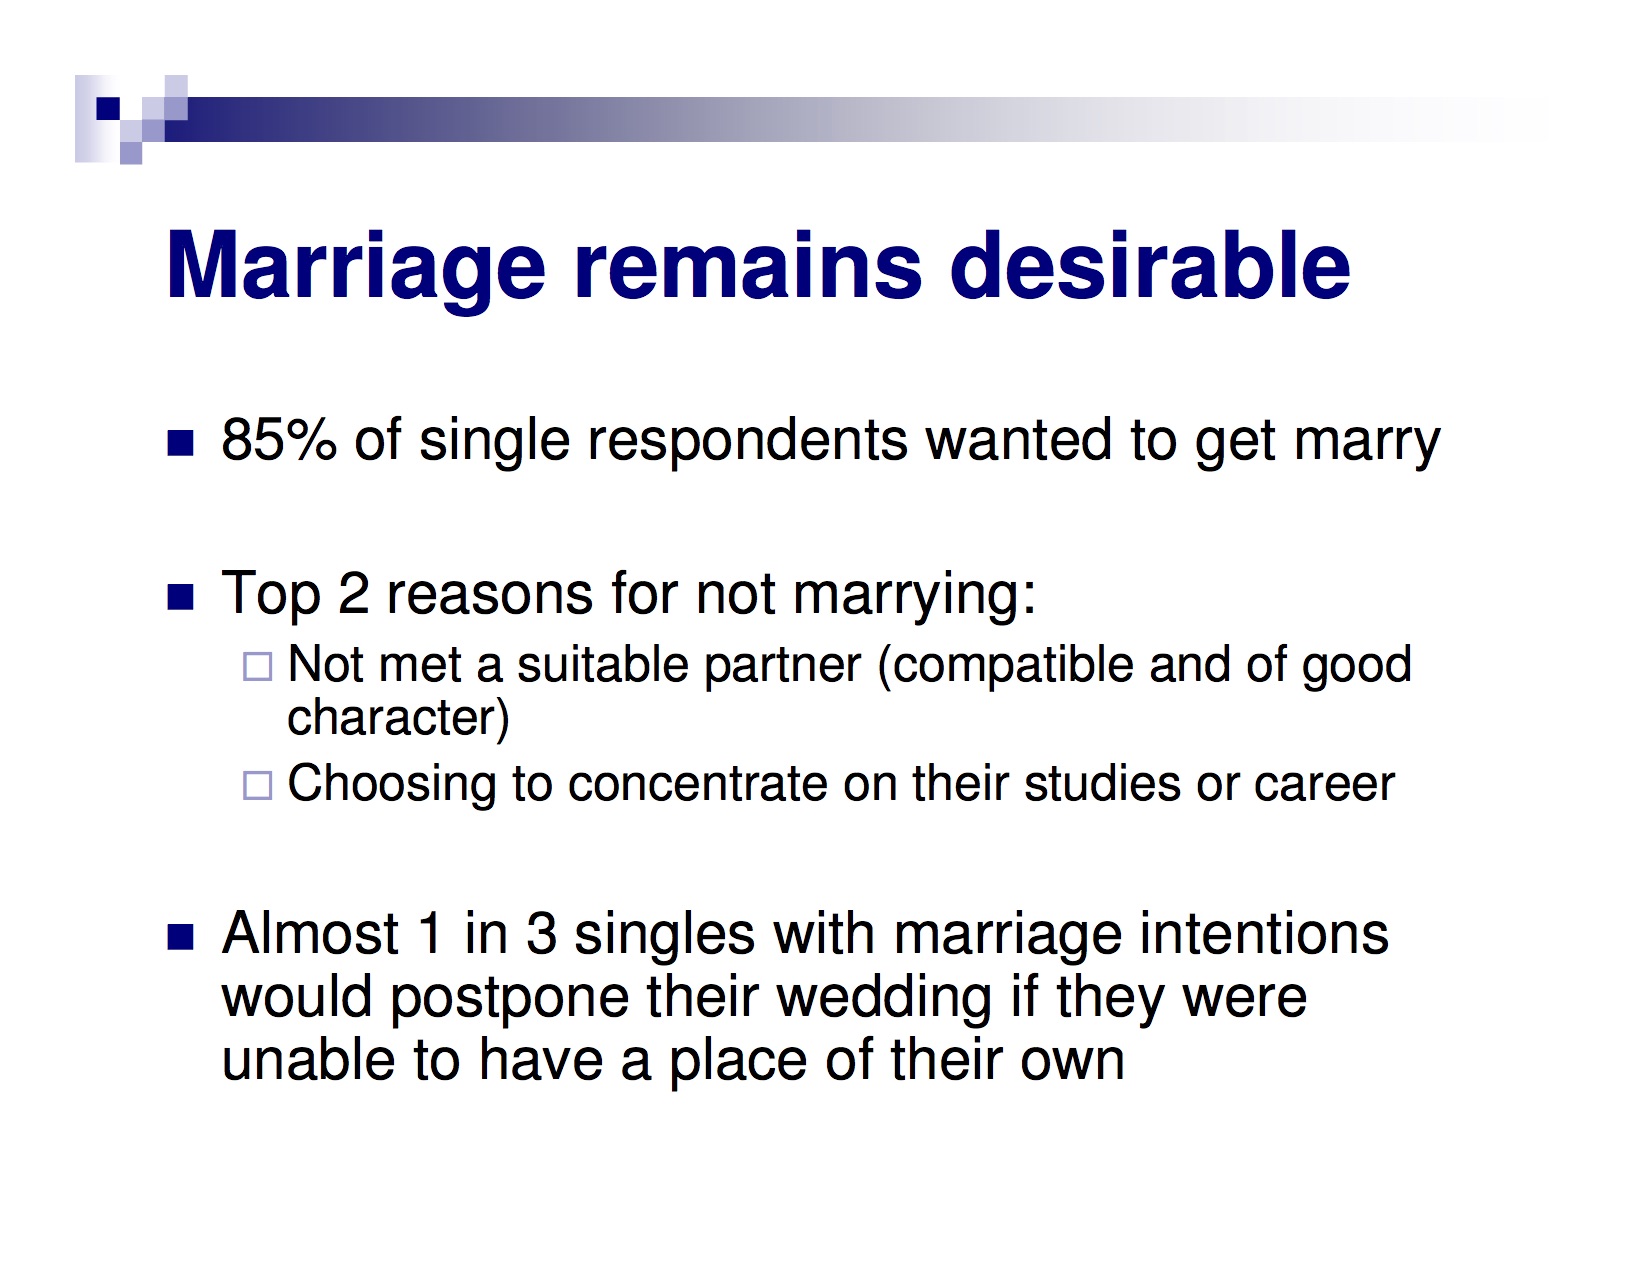 Marriage remains desirable
85% of single respondents wanted to get marry
Top 2 reasons for not marrying:
Not met a suitable partner (compatible and of good
character)
Choosing to concentrate on their studies or career
Almost 1 in 3 singles with marriage intentions
would postpone their wedding if they were
unable to have a place of their own